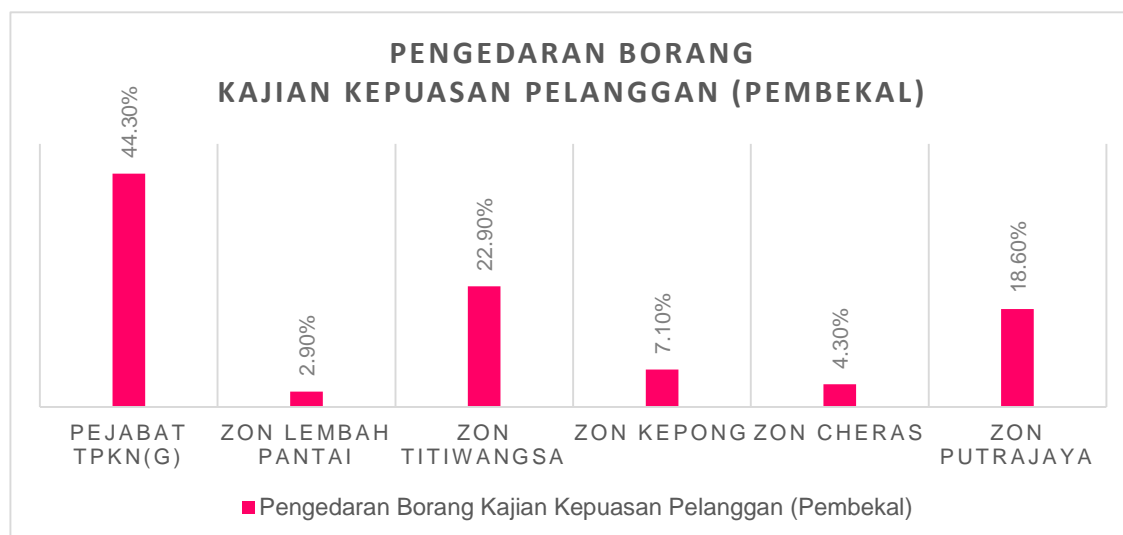 PENGEDARAN BORANG
KAJIAN KEPUASAN PELANGGAN (PEMBEKAL)
44.30%
2.90%
22.90%
7.10%
4.30%
18.60%
PEJABAT
TPKN(G)
ZON LEMBAH
PANTAI
ZON
TITIWANGSA
ZON KEPONG
ZON CHERAS
ZON
PUTRAJAYA
Pengedaran Borang Kajian Kepuasan Pelanggan (Pembekal)